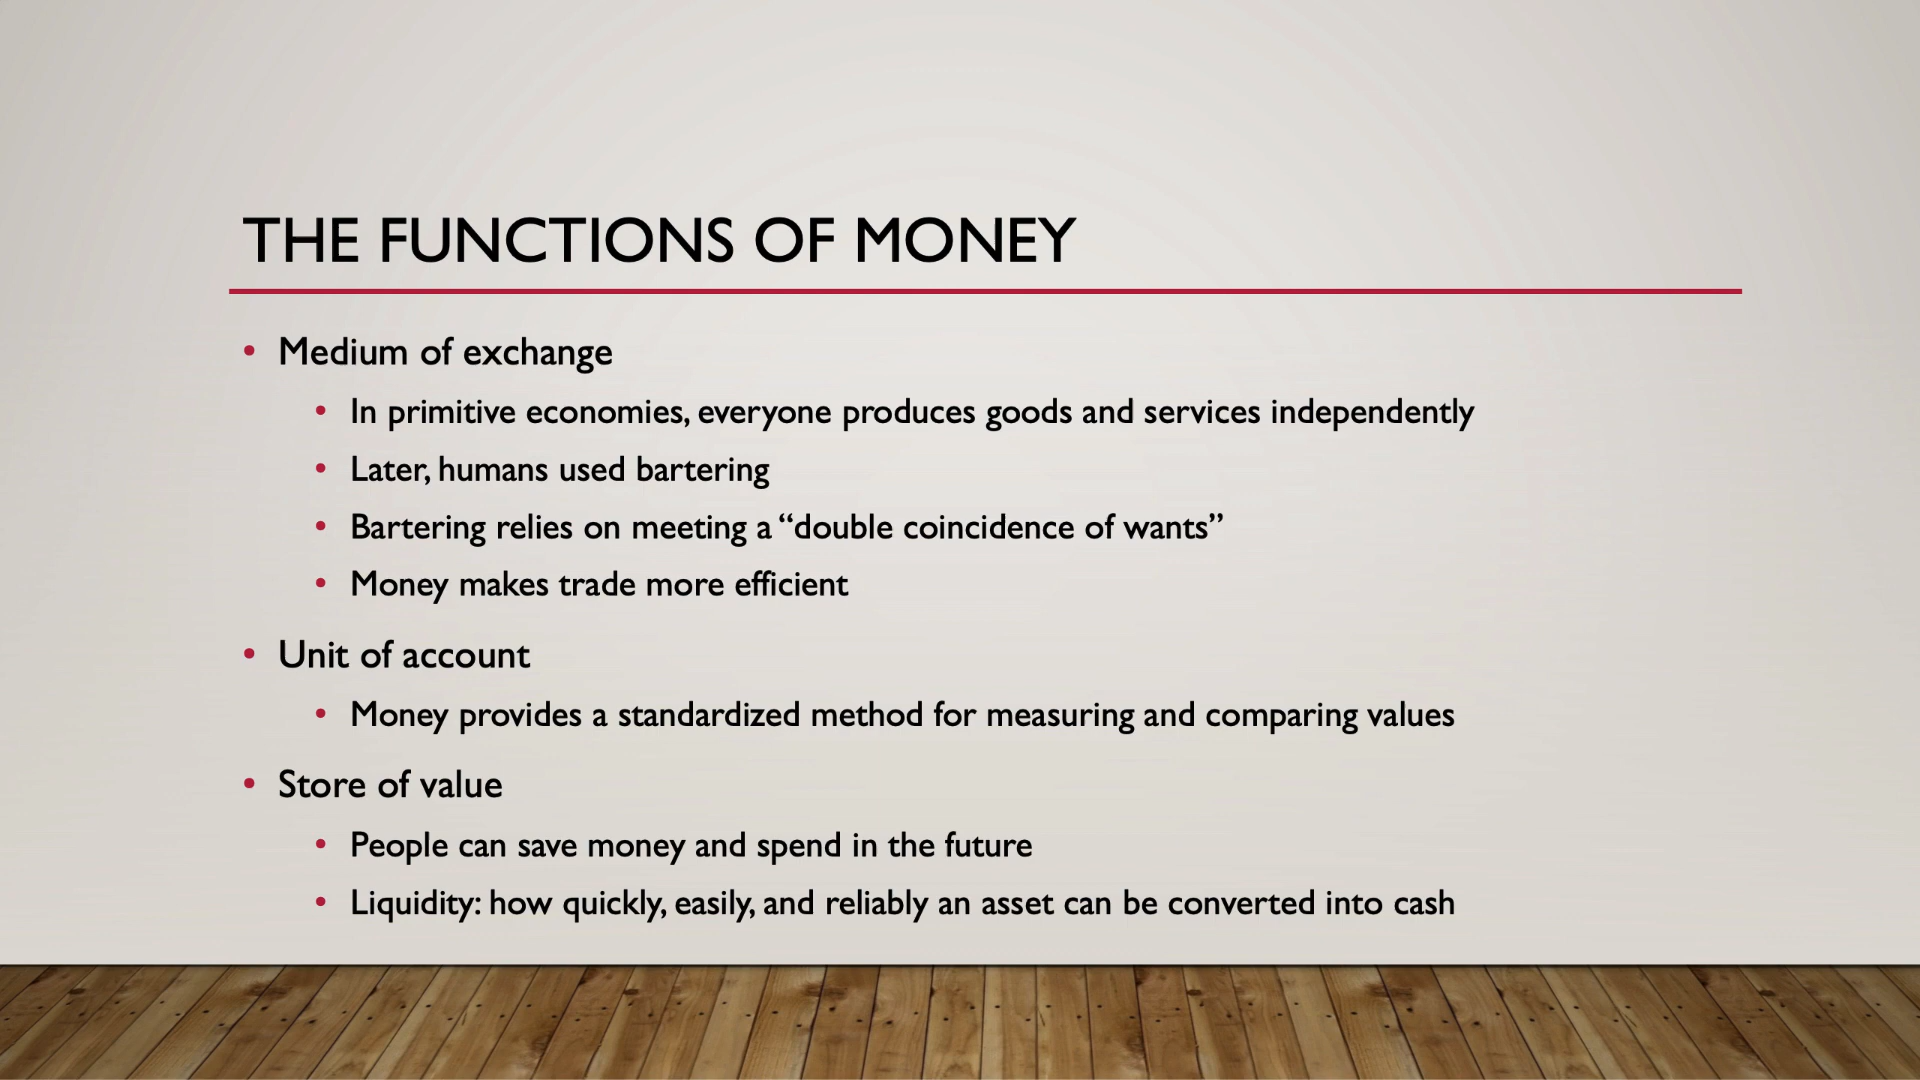 THE FUNCTIONS OF MONEY
• Medium of exchange
• In primitive economies, everyone produces goods and services independently
• Later, humans used bartering
• Bartering relies on meeting a “double coincidence of wants”
• Money makes trade more efficient
• Unit of account
• Money provides a standardized method for measuring and comparing values
• Store of value
• People can save money and spend in the future
• Liquidity: how quickly, easily, and reliably an asset can be converted into cash